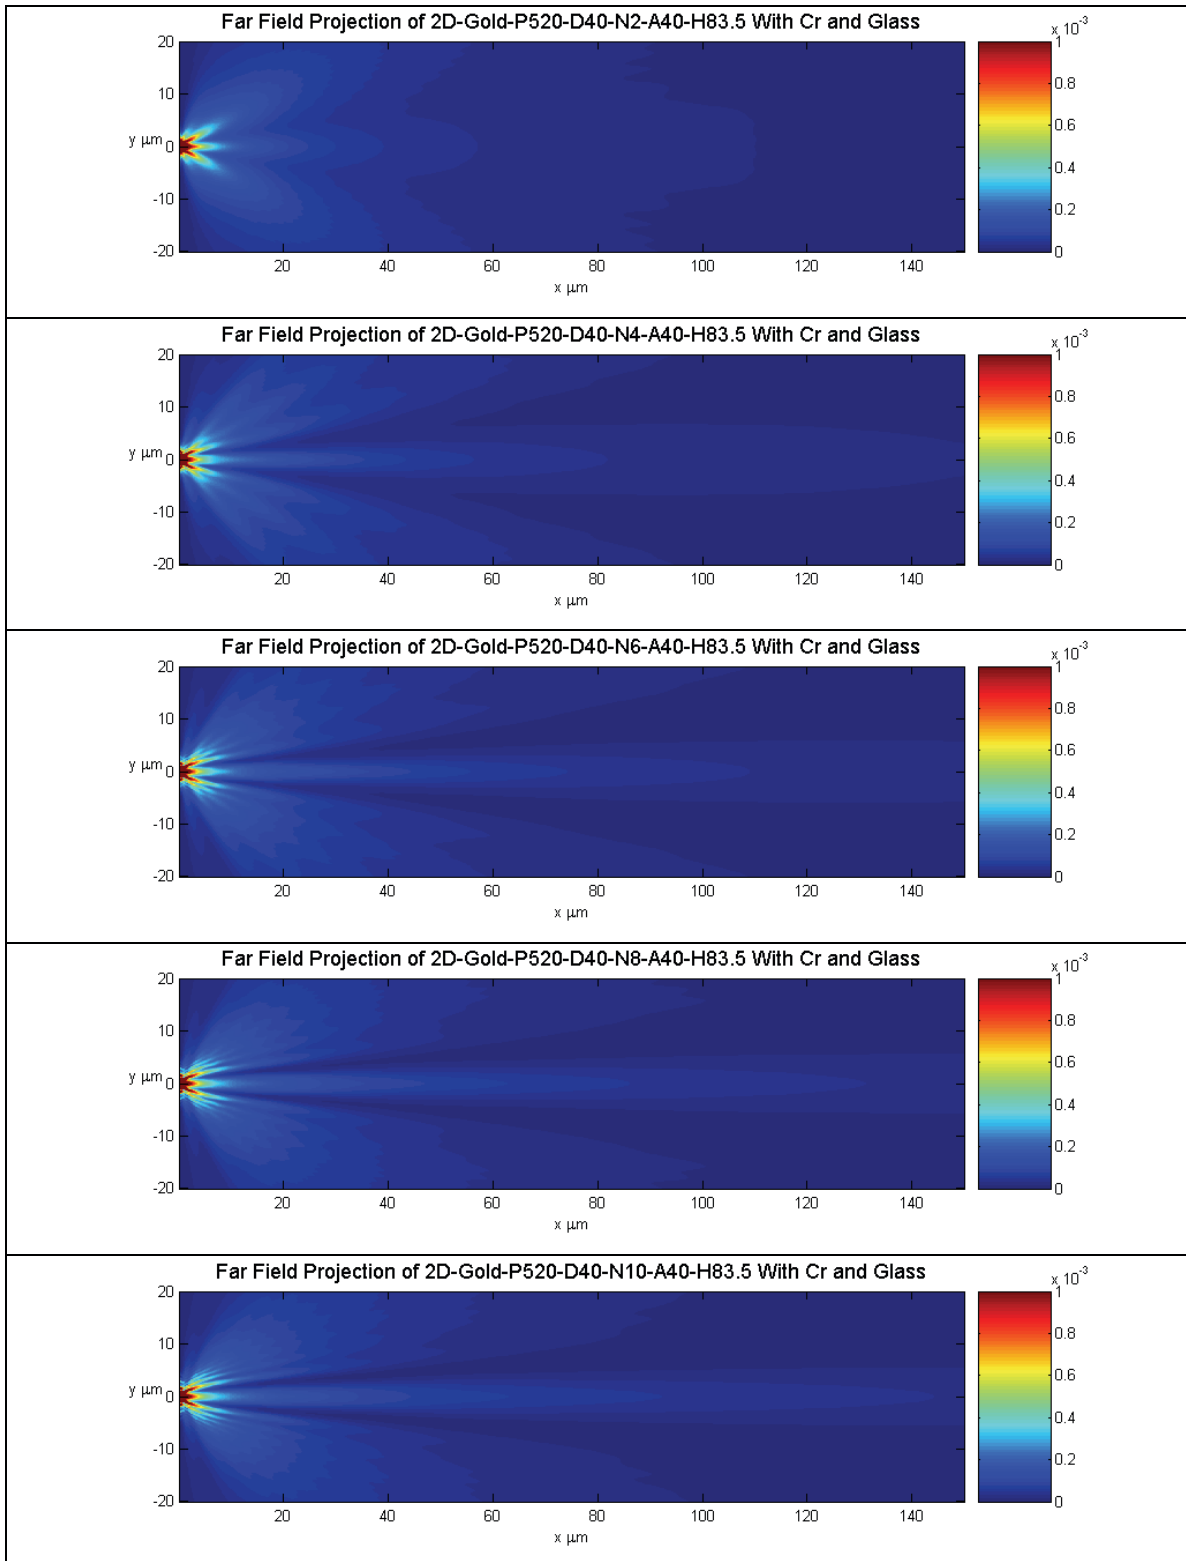 Far Field Projection of 2D-Gold-P520-D40-N2-A40-H83.5 With Cr and Glass
x 10⁻³
20
10
y μm 0
-10
-20
20 40 60 80 100 120 140
x μm
1
0.8
0.6
0.4
0.2
0
Far Field Projection of 2D-Gold-P520-D40-N4-A40-H83.5 With Cr and Glass
x 10⁻³
20
10
y μm 0
-10
-20
20 40 60 80 100 120 140
x μm
1
0.8
0.6
0.4
0.2
0
Far Field Projection of 2D-Gold-P520-D40-N6-A40-H83.5 With Cr and Glass
x 10⁻³
20
10
y μm 0
-10
-20
20 40 60 80 100 120 140
x μm
1
0.8
0.6
0.4
0.2
0
Far Field Projection of 2D-Gold-P520-D40-N8-A40-H83.5 With Cr and Glass
x 10⁻³
20
10
y μm 0
-10
-20
20 40 60 80 100 120 140
x μm
1
0.8
0.6
0.4
0.2
0
Far Field Projection of 2D-Gold-P520-D40-N10-A40-H83.5 With Cr and Glass
x 10⁻³
20
10
y μm 0
-10
-20
20 40 60 80 100 120 140
x μm
1
0.8
0.6
0.4
0.2
0